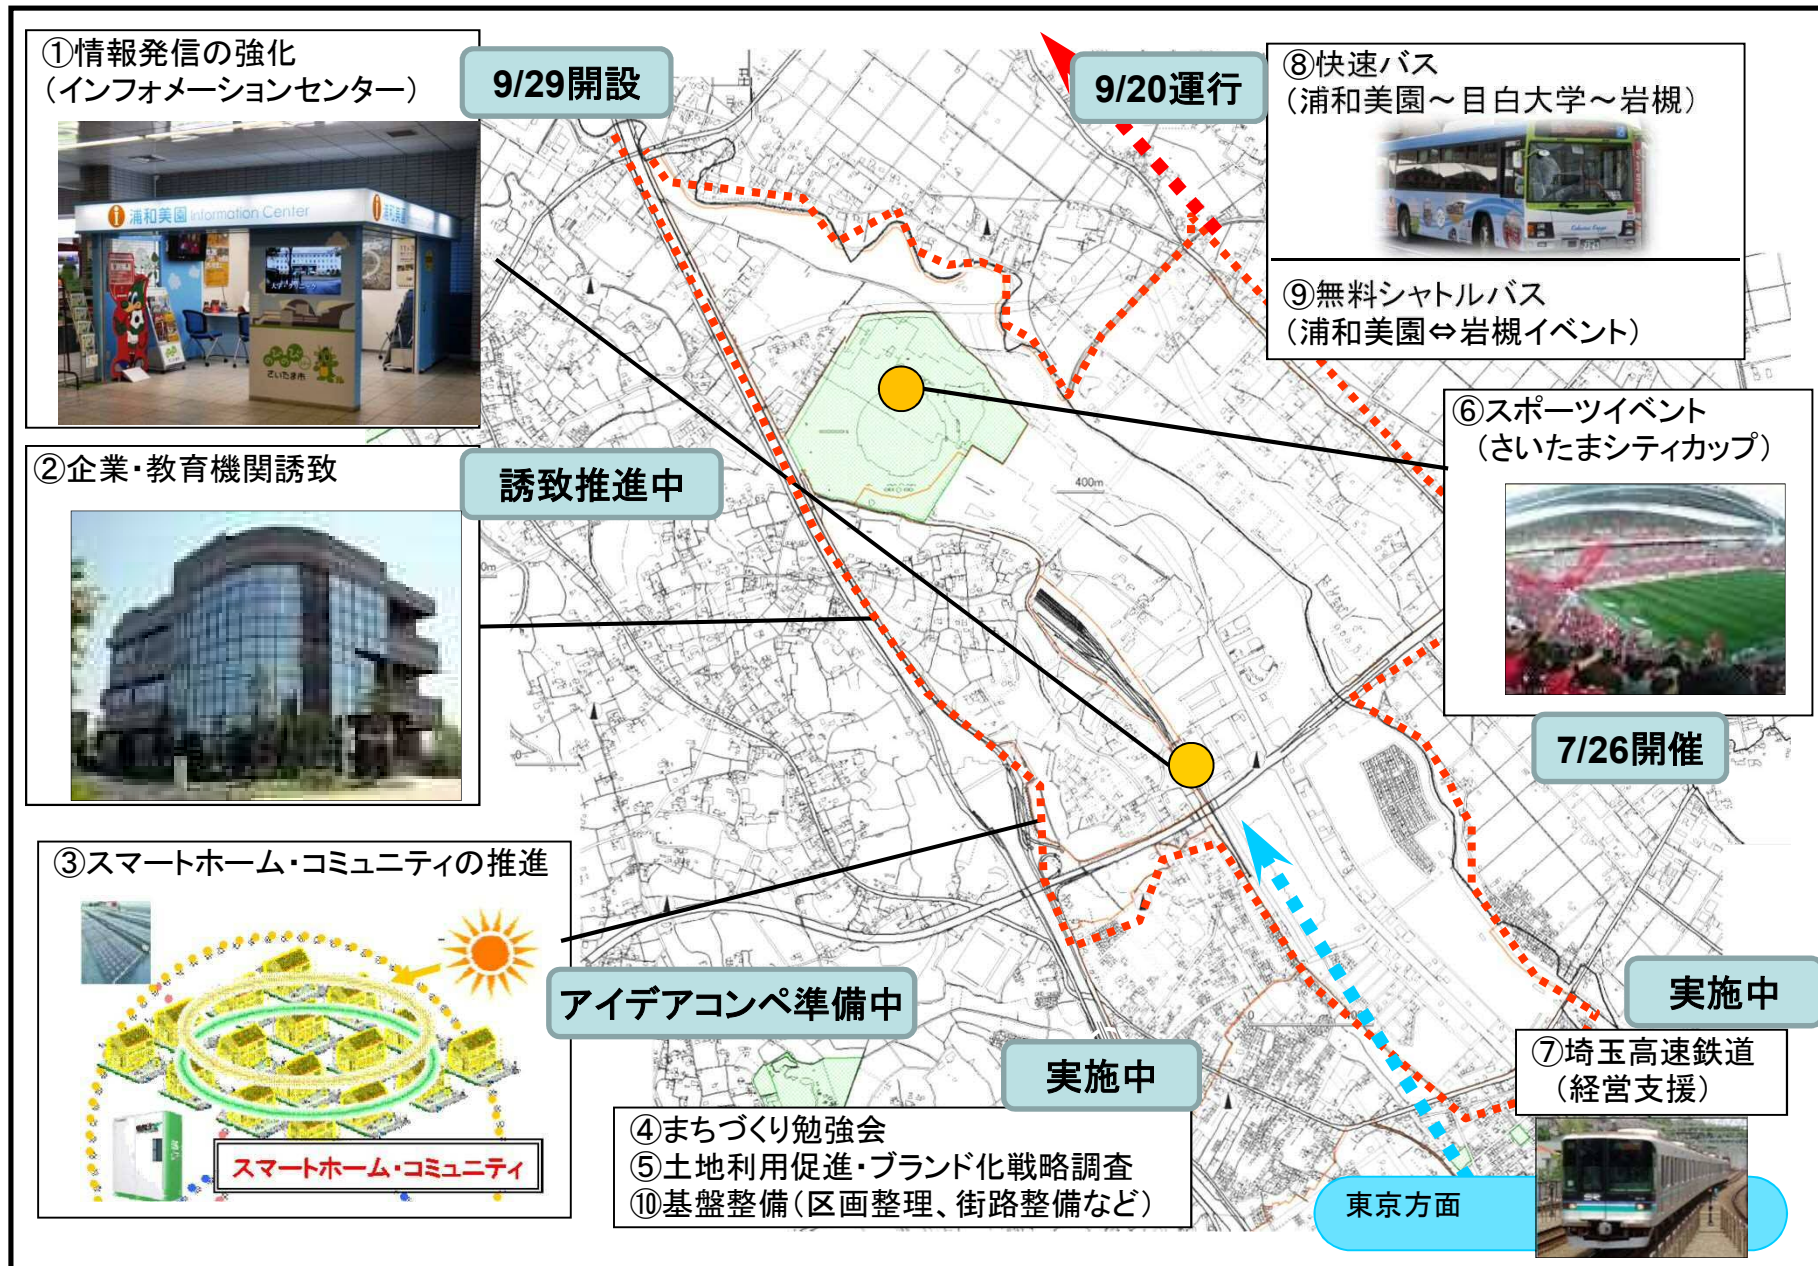 ①情報発信の強化
（インフォメーションセンター）
9/29開設
浦和美園 Information Center
さいたま市
②企業・教育機関誘致
誘致推進中
③スマートホーム・コミュニティの推進
スマートホーム・コミュニティ
アイデアコンペ準備中
実施中
④まちづくり勉強会
⑤土地利用促進・ブランド化戦略調査
⑩基盤整備（区画整理、街路整備など）
9/20運行
⑧快速バス
（浦和美園～目白大学～岩槻）
⑨無料シャトルバス
（浦和美園⇔岩槻イベント）
⑥スポーツイベント
（さいたまシティカップ）
7/26開催
400m
実施中
⑦埼玉高速鉄道
（経営支援）
東京方面